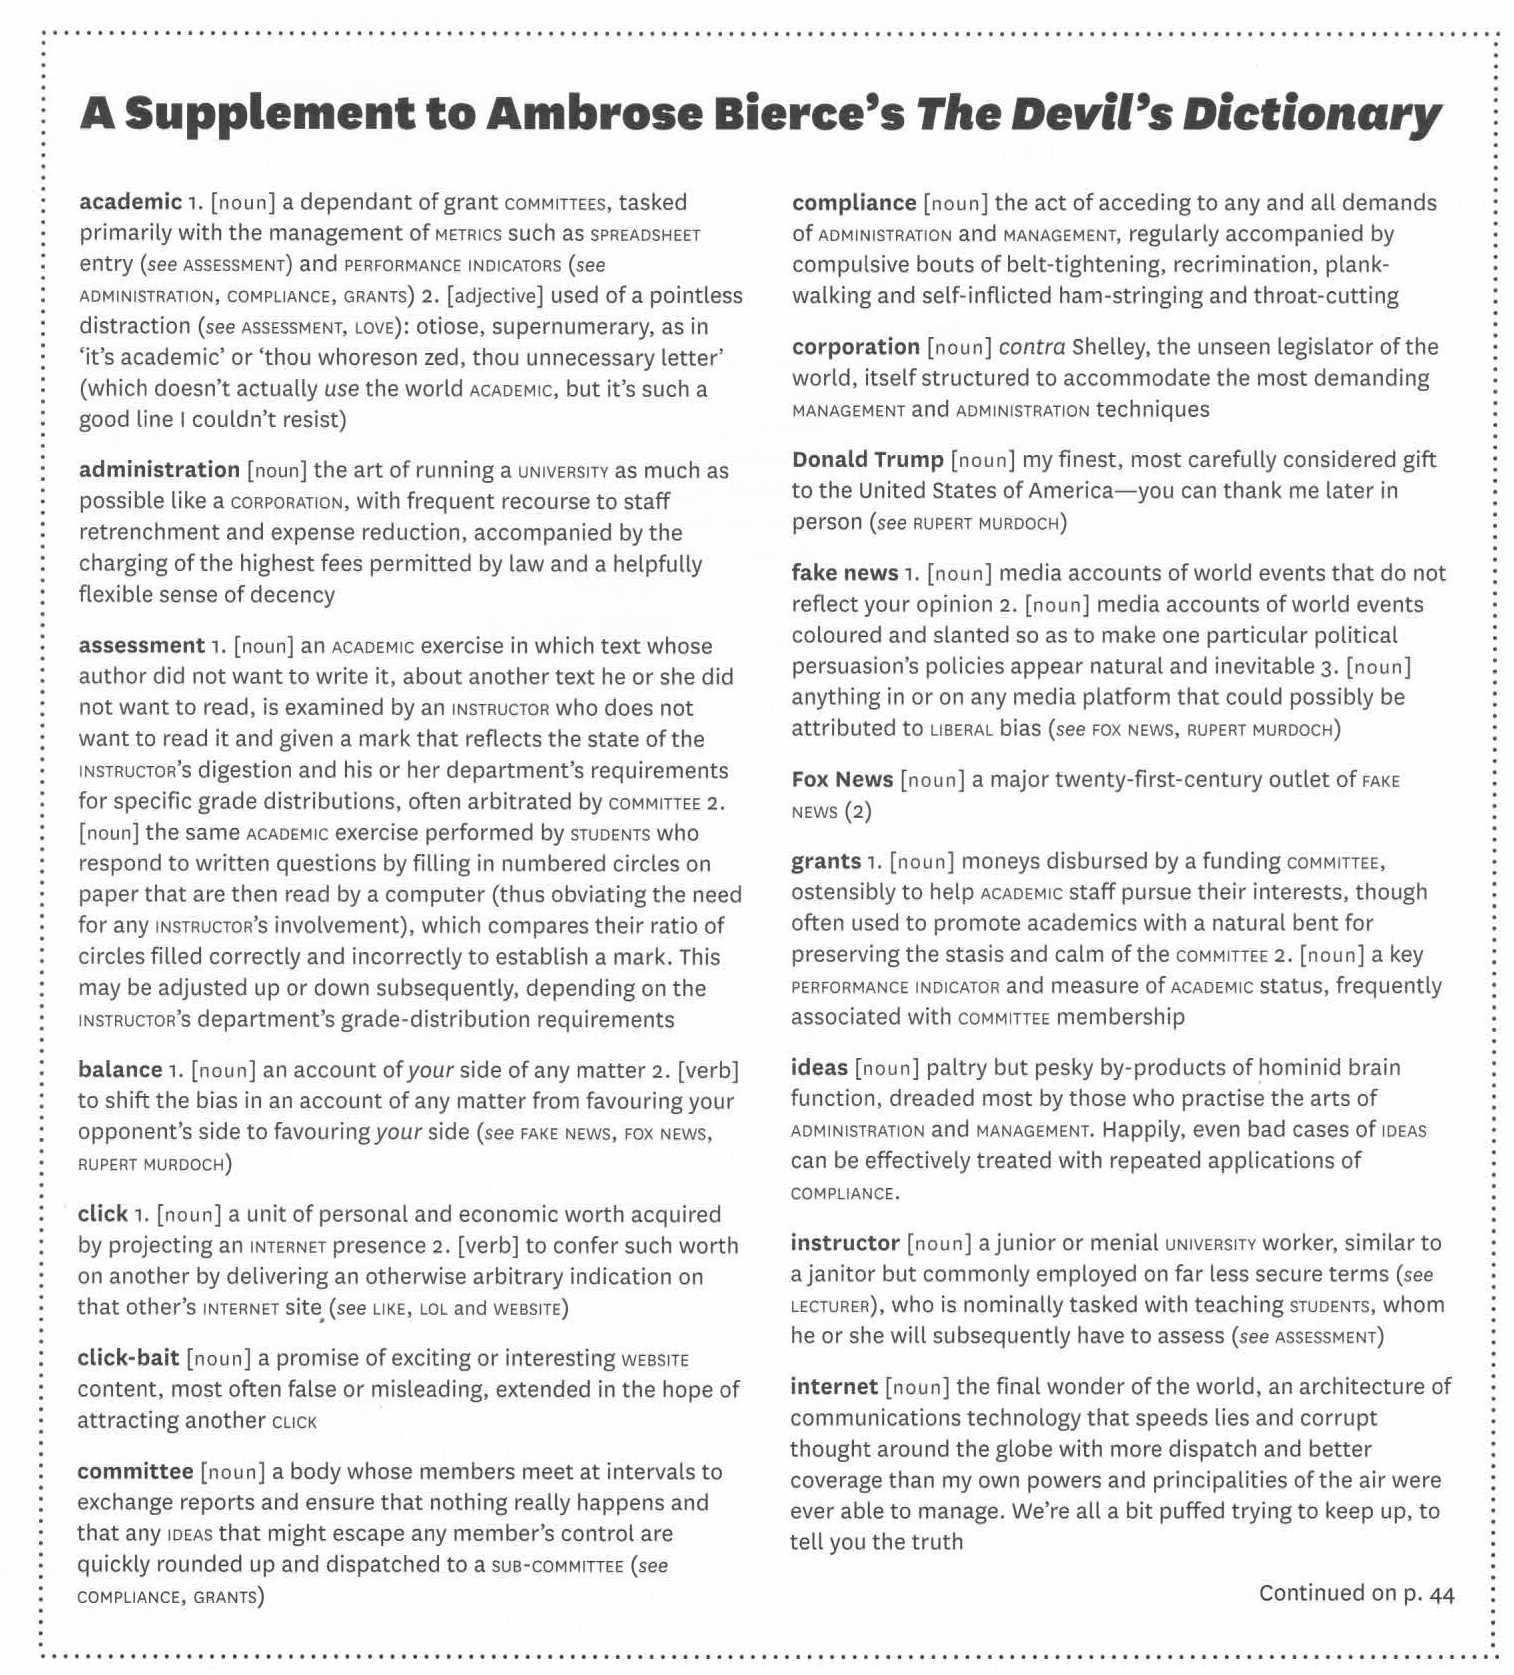 A Supplement to Ambrose Bierce's The Devil's Dictionary
academic 1. [noun] a dependant of grant COMMITTEES, tasked
primarily with the management of METRICS such as SPREADSHEET
entry (see ASSESSMENT) and PERFORMANCE INDICATORS (see
ADMINISTRATION, COMPLIANCE, GRANTS) 2. [adjective] used of a pointless
distraction (see ASSESSMENT, LOVE): otiose, supernumerary, as in
‘it’s academic’ or ‘thou whoreson zed, thou unnecessary letter’
(which doesn’t actually use the world ACADEMIC, but it’s such a
good line I couldn’t resist)
administration [noun] the art of running a UNIVERSITY as much as
possible like a CORPORATION, with frequent recourse to staff
retrenchment and expense reduction, accompanied by the
charging of the highest fees permitted by law and a helpfully
flexible sense of decency
assessment 1. [noun] an ACADEMIC exercise in which text whose
author did not want to write it, about another text he or she did
not want to read, is examined by an INSTRUCTOR who does not
want to read it and given a mark that reflects the state of the
INSTRUCTOR’s digestion and his or her department’s requirements
for specific grade distributions, often arbitrated by COMMITTEE 2.
[noun] the same ACADEMIC exercise performed by STUDENTS who
respond to written questions by filling in numbered circles on
paper that are then read by a computer (thus obviating the need
for any INSTRUCTOR’s involvement), which compares their ratio of
circles filled correctly and incorrectly to establish a mark. This
may be adjusted up or down subsequently, depending on the
INSTRUCTOR’s department’s grade-distribution requirements
balance 1. [noun] an account of your side of any matter 2. [verb]
to shift the bias in an account of any matter from favouring your
opponent’s side to favouring your side (see FAKE NEWS, FOX NEWS,
RUPERT MURDOCH)
click 1. [noun] a unit of personal and economic worth acquired
by projecting an INTERNET presence 2. [verb] to confer such worth
on another by delivering an otherwise arbitrary indication on
that other’s INTERNET site (see LIKE, LOL and WEBSITE)
click-bait [noun] a promise of exciting or interesting WEBSITE
content, most often false or misleading, extended in the hope of
attracting another CLICK
committee [noun] a body whose members meet at intervals to
exchange reports and ensure that nothing really happens and
that any IDEAS that might escape any member’s control are
quickly rounded up and dispatched to a SUB-COMMITTEE (see
COMPLIANCE, GRANTS)
compliance [noun] the act of acceding to any and all demands
of ADMINISTRATION and MANAGEMENT, regularly accompanied by
compulsive bouts of belt-tightening, recrimination, plank-
walking and self-inflicted ham-stringing and throat-cutting
corporation [noun] contra Shelley, the unseen legislator of the
world, itself structured to accommodate the most demanding
MANAGEMENT and ADMINISTRATION techniques
Donald Trump [noun] my finest, most carefully considered gift
to the United States of America—you can thank me later in
person (see RUPERT MURDOCH)
fake news 1. [noun] media accounts of world events that do not
reflect your opinion 2. [noun] media accounts of world events
coloured and slanted so as to make one particular political
persuasion’s policies appear natural and inevitable 3. [noun]
anything in or on any media platform that could possibly be
attributed to LIBERAL bias (see FOX NEWS, RUPERT MURDOCH)
Fox News [noun] a major twenty-first-century outlet of FAKE
NEWS (2)
grants 1. [noun] moneys disbursed by a funding COMMITTEE,
ostensibly to help ACADEMIC staff pursue their interests, though
often used to promote academics with a natural bent for
preserving the stasis and calm of the COMMITTEE 2. [noun] a key
PERFORMANCE INDICATOR and measure of ACADEMIC status, frequently
associated with COMMITTEE membership
ideas [noun] paltry but pesky by-products of hominid brain
function, dreaded most by those who practise the arts of
ADMINISTRATION and MANAGEMENT. Happily, even bad cases of IDEAS
can be effectively treated with repeated applications of
COMPLIANCE.
instructor [noun] a junior or menial UNIVERSITY worker, similar to
a janitor but commonly employed on far less secure terms (see
LECTURER), who is nominally tasked with teaching STUDENTS, whom
he or she will subsequently have to assess (see ASSESSMENT)
internet [noun] the final wonder of the world, an architecture of
communications technology that speeds lies and corrupt
thought around the globe with more dispatch and better
coverage than my own powers and principalities of the air were
ever able to manage. We’re all a bit puffed trying to keep up, to
tell you the truth
Continued on p. 44